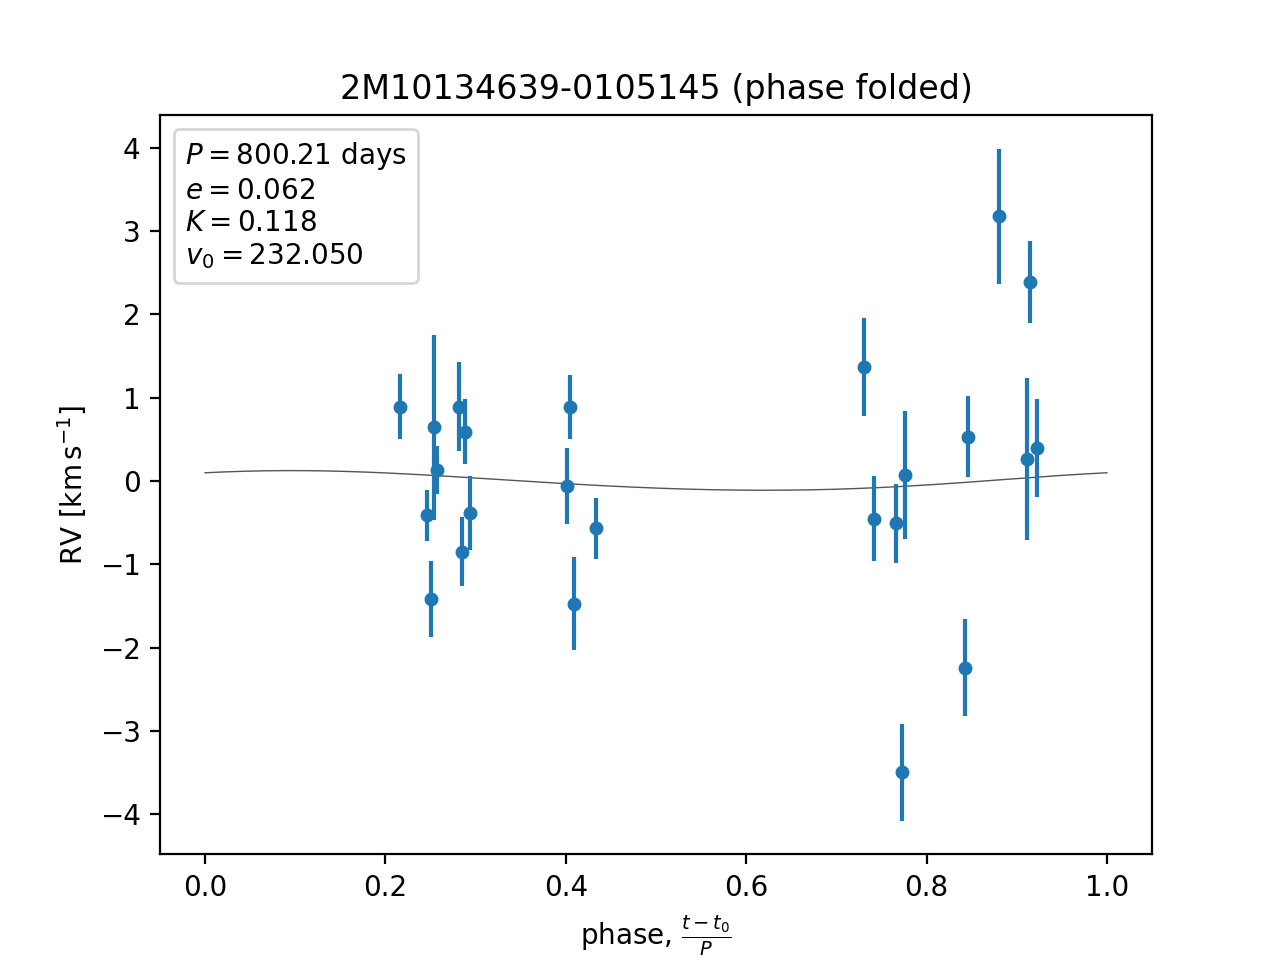 2M10134639-0105145 (phase folded)
P = 800.21 days
e = 0.062
K = 0.118
v₀ = 232.050
4
3
2
1
0
−1
−2
−3
−4
RV [km s⁻¹]
0.0 0.2 0.4 0.6 0.8 1.0
phase, (t − t₀)/P